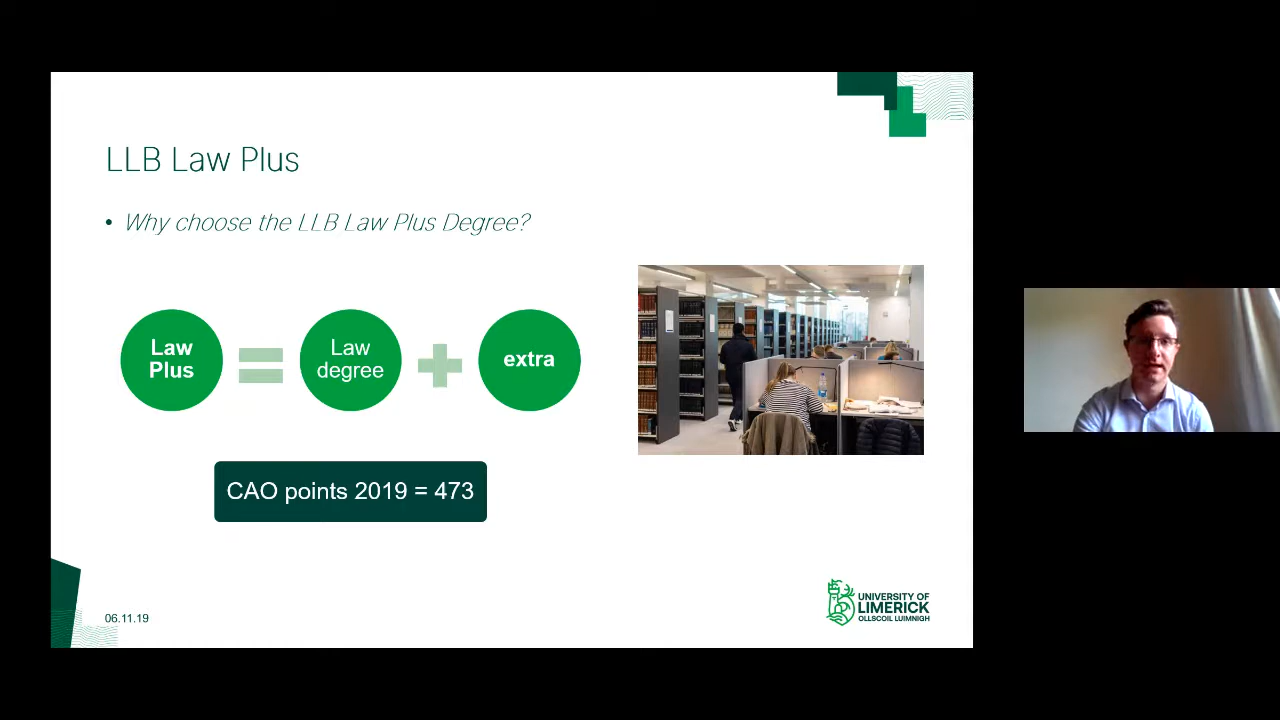 LLB Law Plus
• Why choose the LLB Law Plus Degree?
Law
Plus
=
Law
degree
+
extra
CAO points 2019 = 473
06.11.19
UNIVERSITY OF
LIMERICK
OLLSCOIL LUIMNIGH